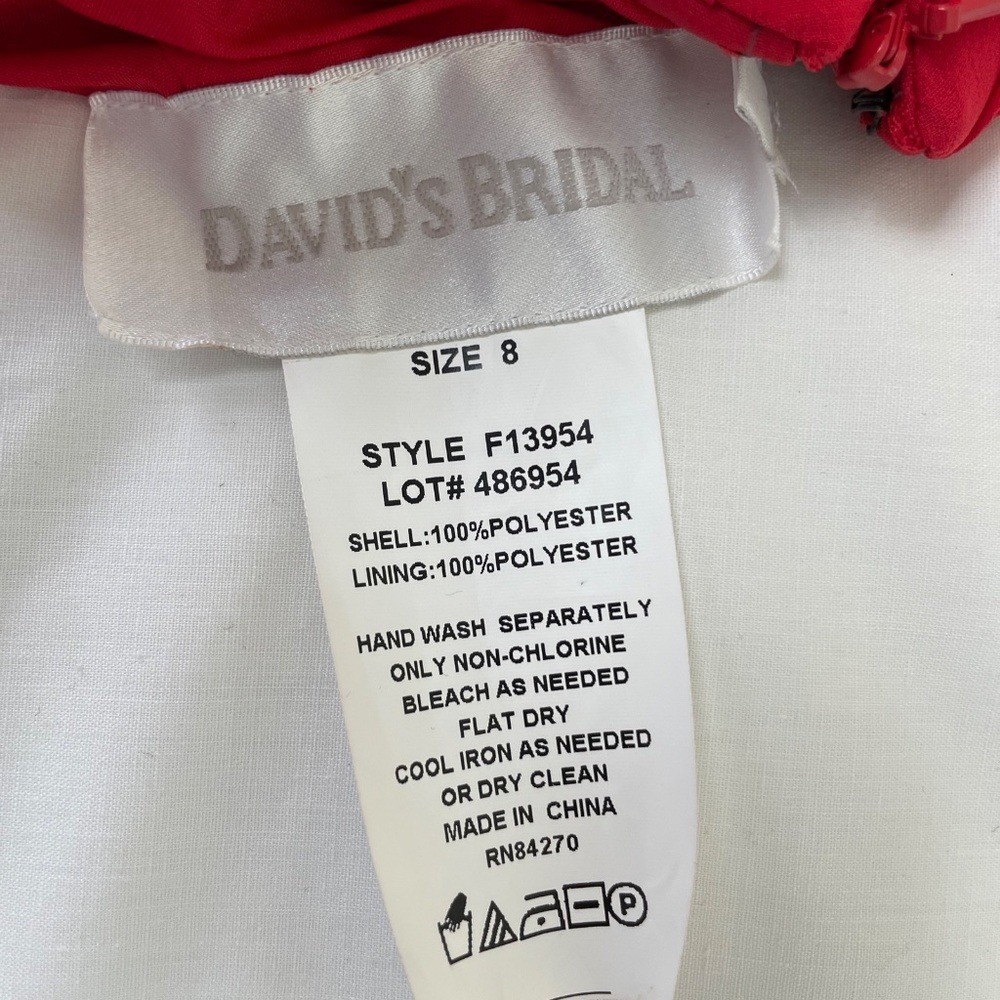 DAVID'S BRIDAL
SIZE 8
STYLE F13954
LOT# 486954
SHELL:100%POLYESTER
LINING:100%POLYESTER
HAND WASH SEPARATELY
ONLY NON-CHLORINE
BLEACH AS NEEDED
FLAT DRY
COOL IRON AS NEEDED
OR DRY CLEAN
MADE IN CHINA
RN84270
P